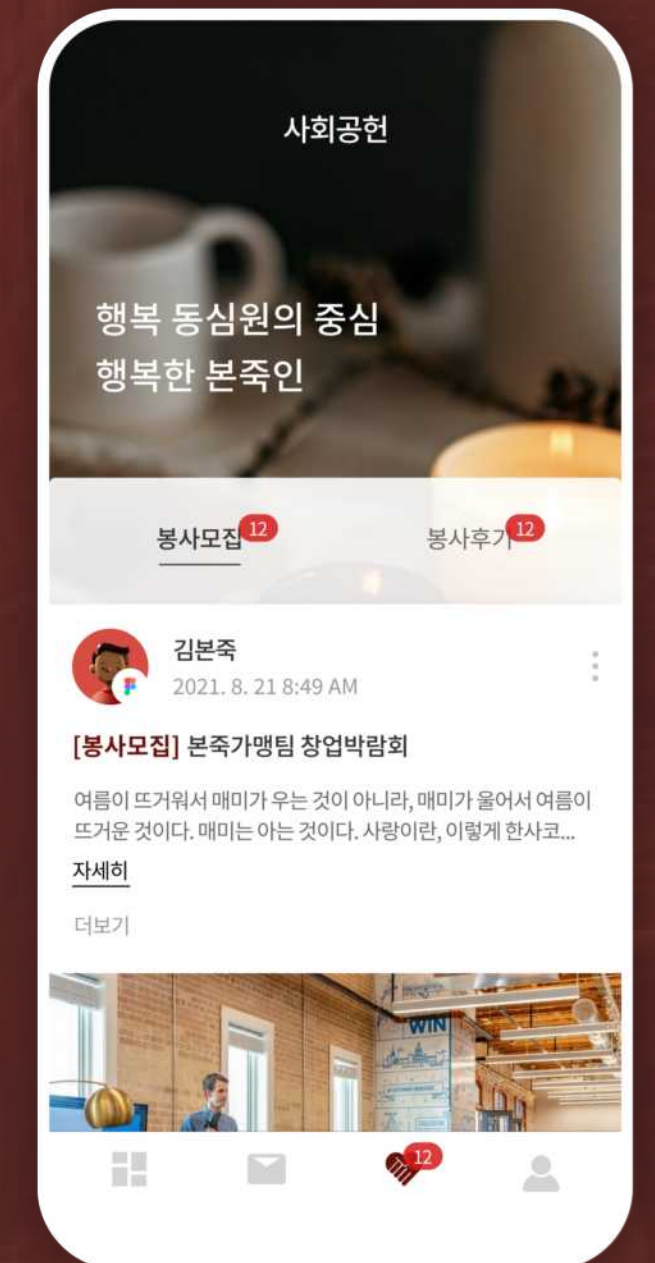 사회공헌
행복 동심원의 중심
행복한 본죽인
봉사모집 12
봉사후기 12
김본죽
2021. 8. 21 8:49 AM
[봉사모집] 본죽가맹팀 창업박람회
여름이 뜨거워서 매미가 우는 것이 아니라, 매미가 울어서 여름이
뜨거운 것이다. 매미는 아는 것이다. 사랑이란, 이렇게 한사코...
자세히
더보기
WIN
12